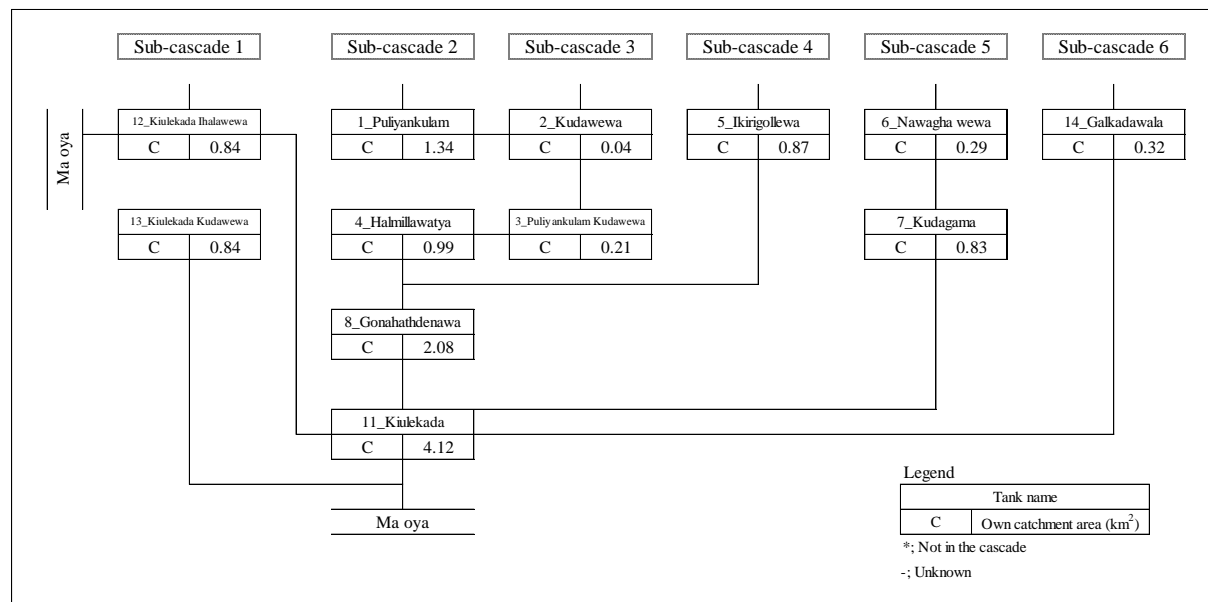 Sub-cascade 1
Sub-cascade 2
Sub-cascade 3
Sub-cascade 4
Sub-cascade 5
Sub-cascade 6
Ma oya
12_Kiulekada Ihalawewa
C 0.84
1_Puliyankulam
C 1.34
2_Kudawewa
C 0.04
5_Ikirigollewa
C 0.87
6_Nawagha wewa
C 0.29
14_Galkadawala
C 0.32
13_Kiulekada Kudawewa
C 0.84
4_Halmillawatya
C 0.99
3_Puliyankulam Kudawewa
C 0.21
7_Kudagama
C 0.83
8_Gonahathdenawa
C 2.08
11_Kiulekada
C 4.12
Ma oya
Legend
Tank name
C Own catchment area (km²)
*; Not in the cascade
-; Unknown